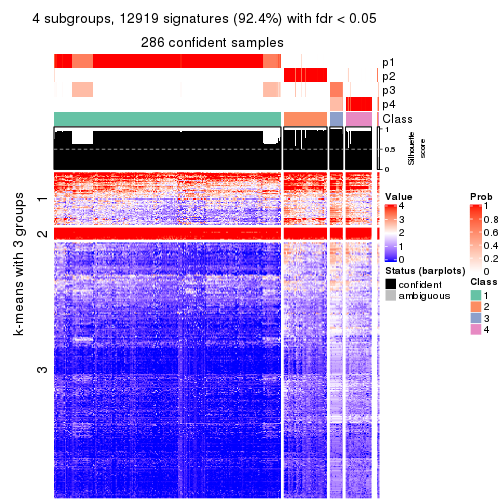 4 subgroups, 12919 signatures (92.4%) with fdr < 0.05
286 confident samples
p1
p2
p3
p4
Class
1
0.5
0
Silhouette
score
k-means with 3 groups
1
2
3
Value
4
3
2
1
0
Status (barplots)
confident
ambiguous
Prob
1
0.8
0.6
0.4
0.2
0
Class
1
2
3
4